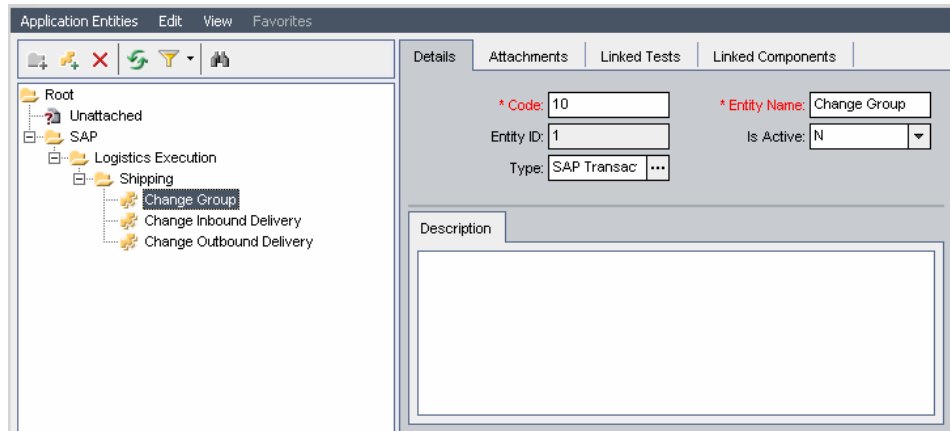 Application Entities Edit View Favorites
Details Attachments Linked Tests Linked Components
Root
Unattached
SAP
Logistics Execution
Shipping
Change Group
Change Inbound Delivery
Change Outbound Delivery
* Code: 10 * Entity Name: Change Group
Entity ID: 1 Is Active: N
Type: SAP Transac ...
Description